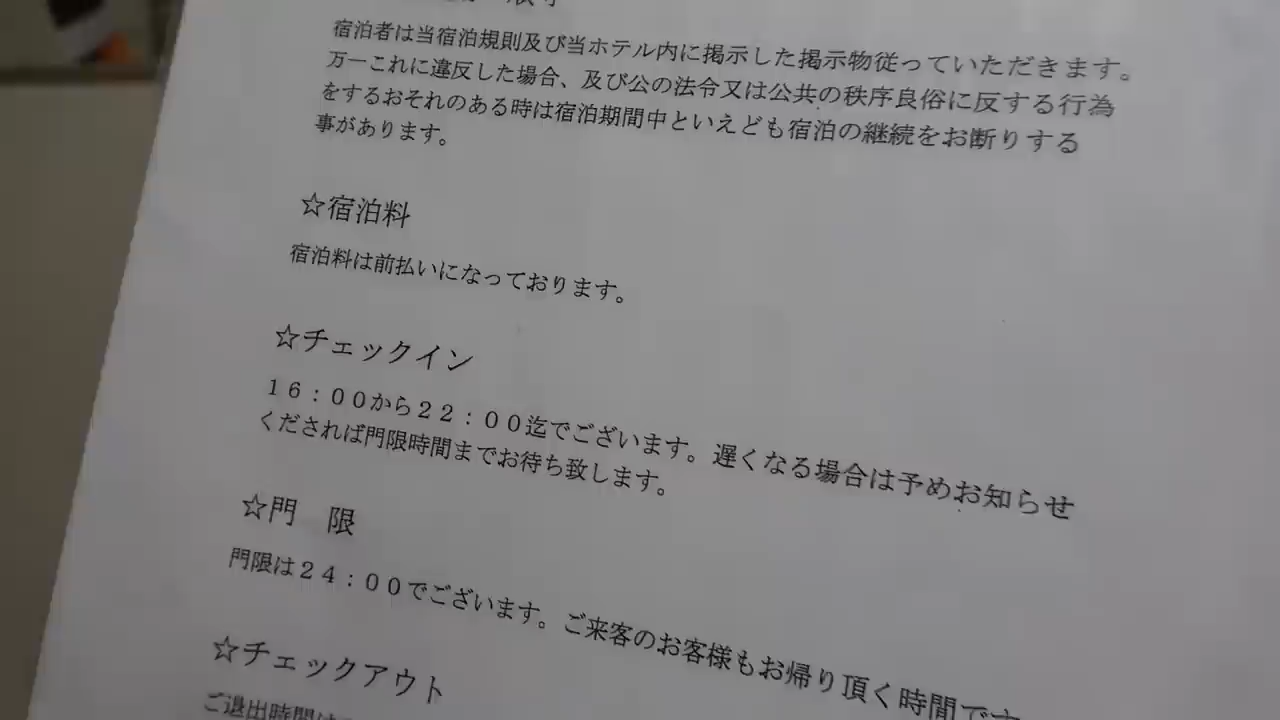 宿泊者は当宿泊規則及び当ホテル内に掲示した掲示物従っていただきます。
万一これに違反した場合、及び公の法令又は公共の秩序良俗に反する行為
をするおそれのある時は宿泊期間中といえども宿泊の継続をお断りする
事があります。
☆宿泊料
宿泊料は前払いになっております。
☆チェックイン
１６：００から２２：００迄でございます。遅くなる場合は予めお知らせ
くだされば門限時間までお待ち致します。
☆門　限
門限は２４：００でございます。ご来客のお客様もお帰り頂く時間です
☆チェックアウト
ご退出時間は